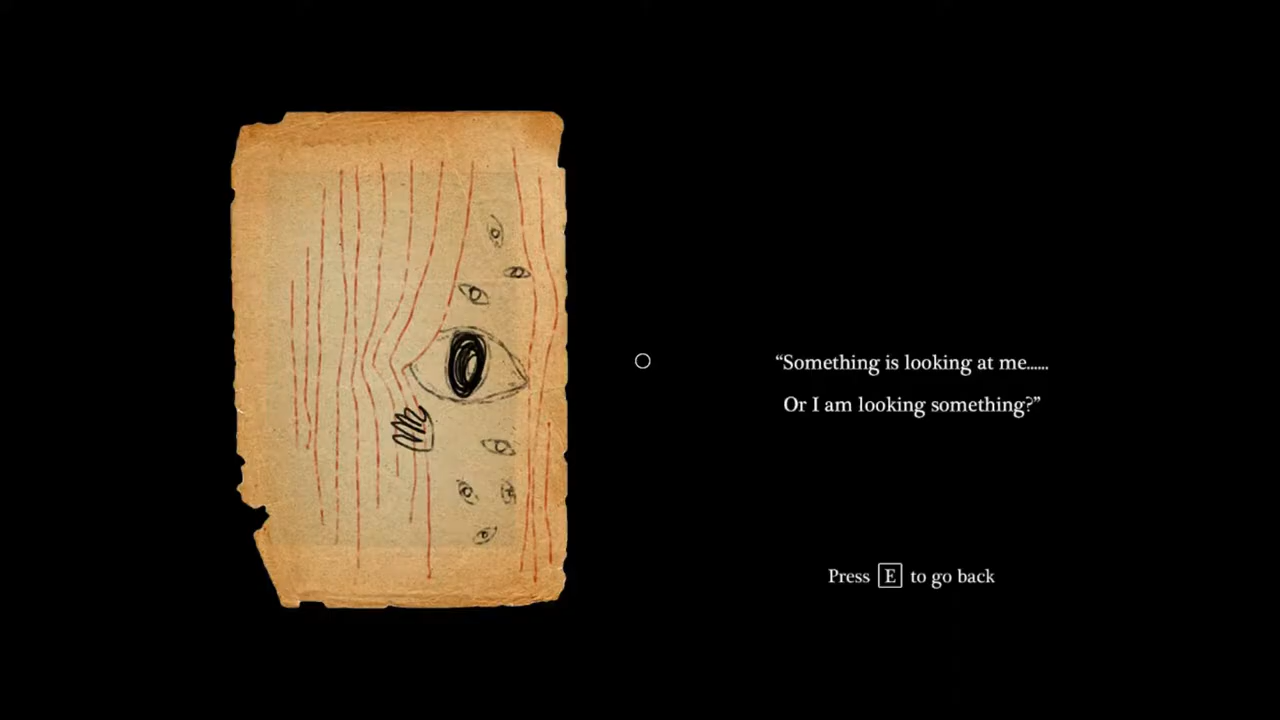 “Something is looking at me......
Or I am looking something?”
Press E to go back